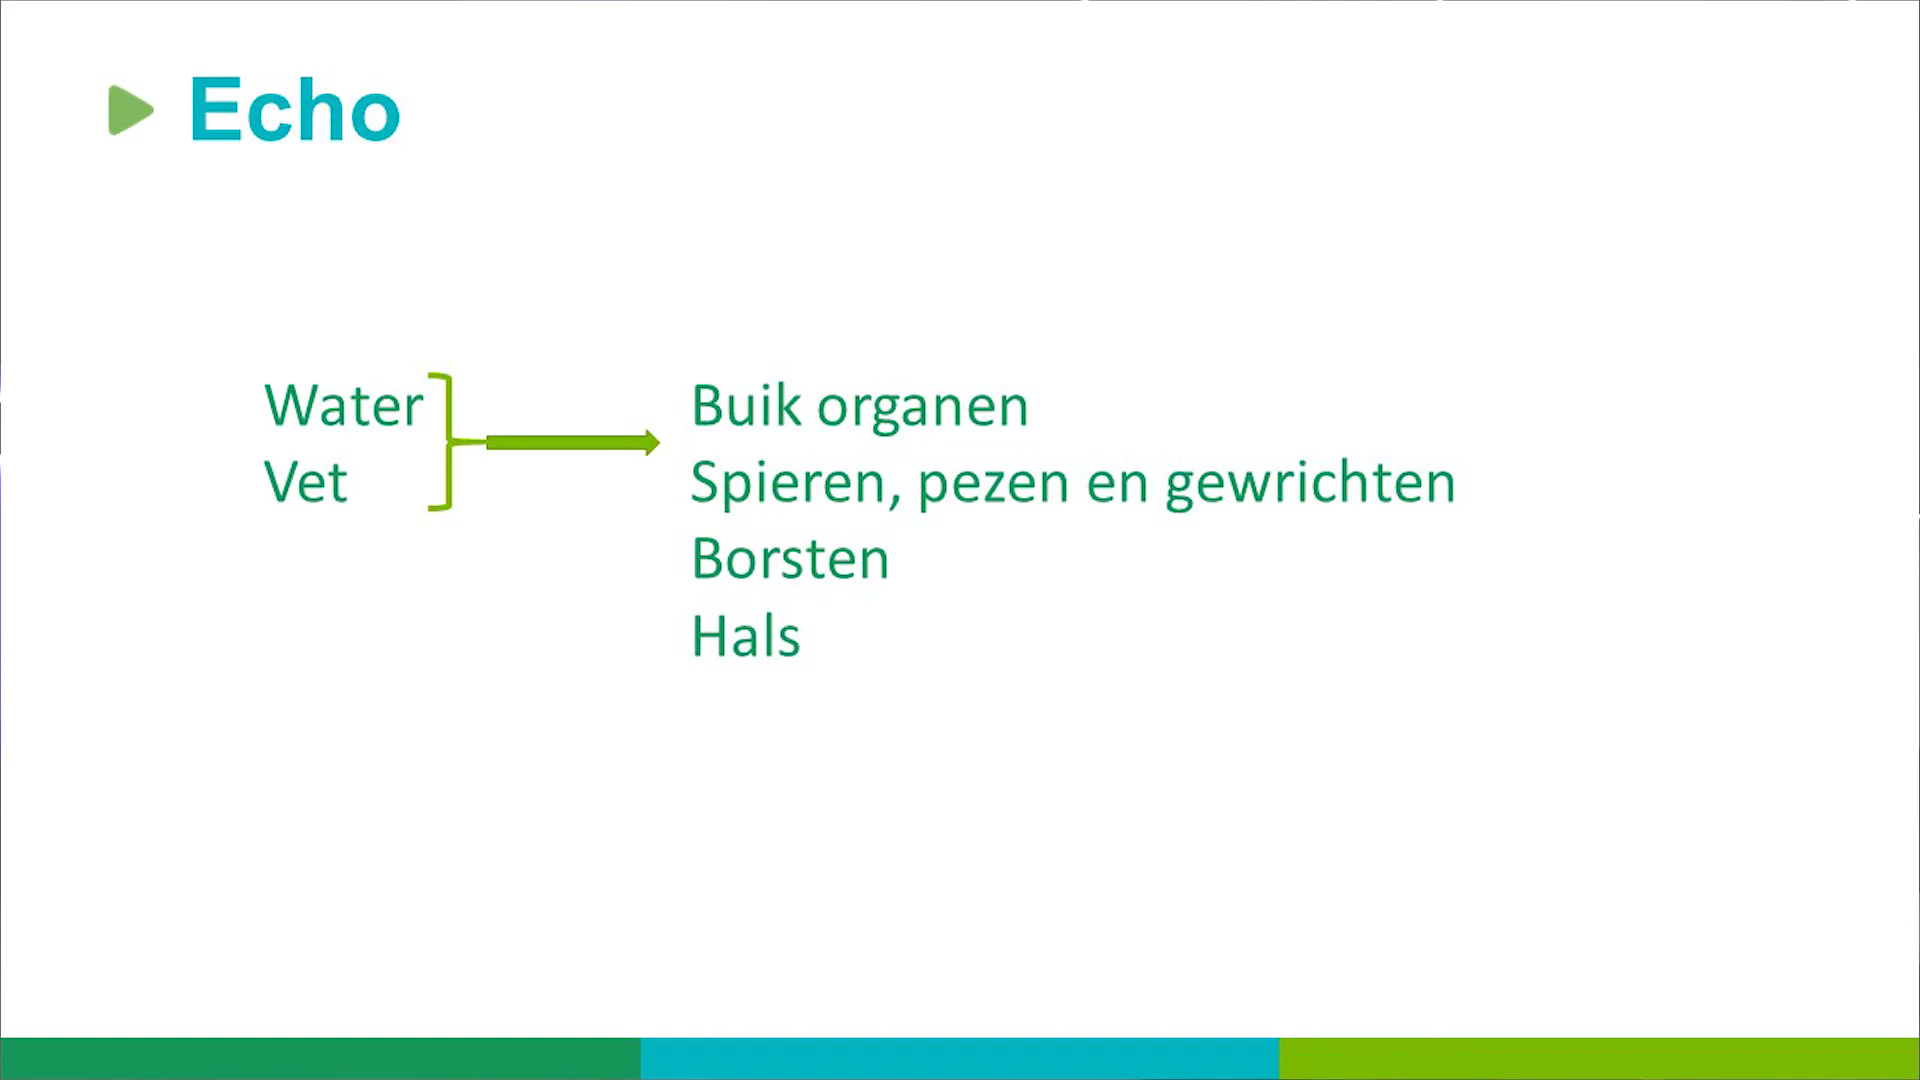 Echo
Water
Vet
Buik organen
Spieren, pezen en gewrichten
Borsten
Hals